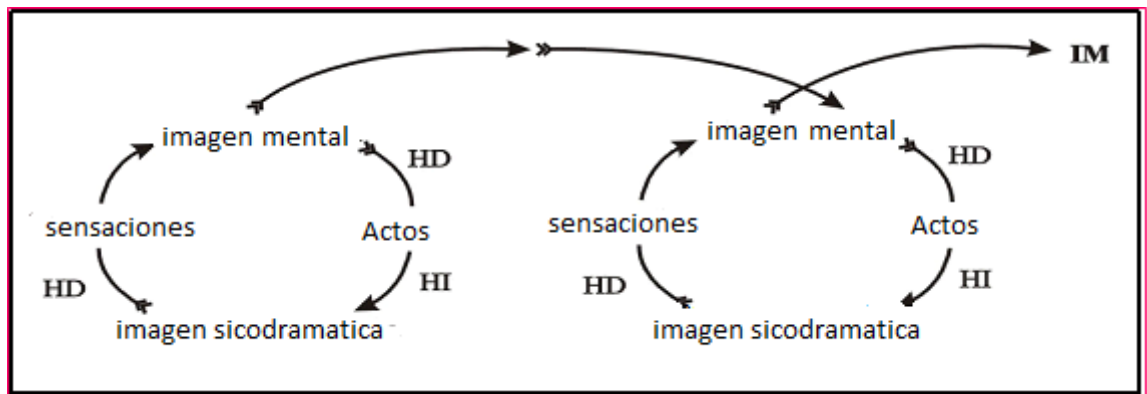 IM
imagen mental
HD
sensaciones
Actos
HD
HI
imagen sicodramatica
imagen mental
HD
sensaciones
Actos
HD
HI
imagen sicodramatica